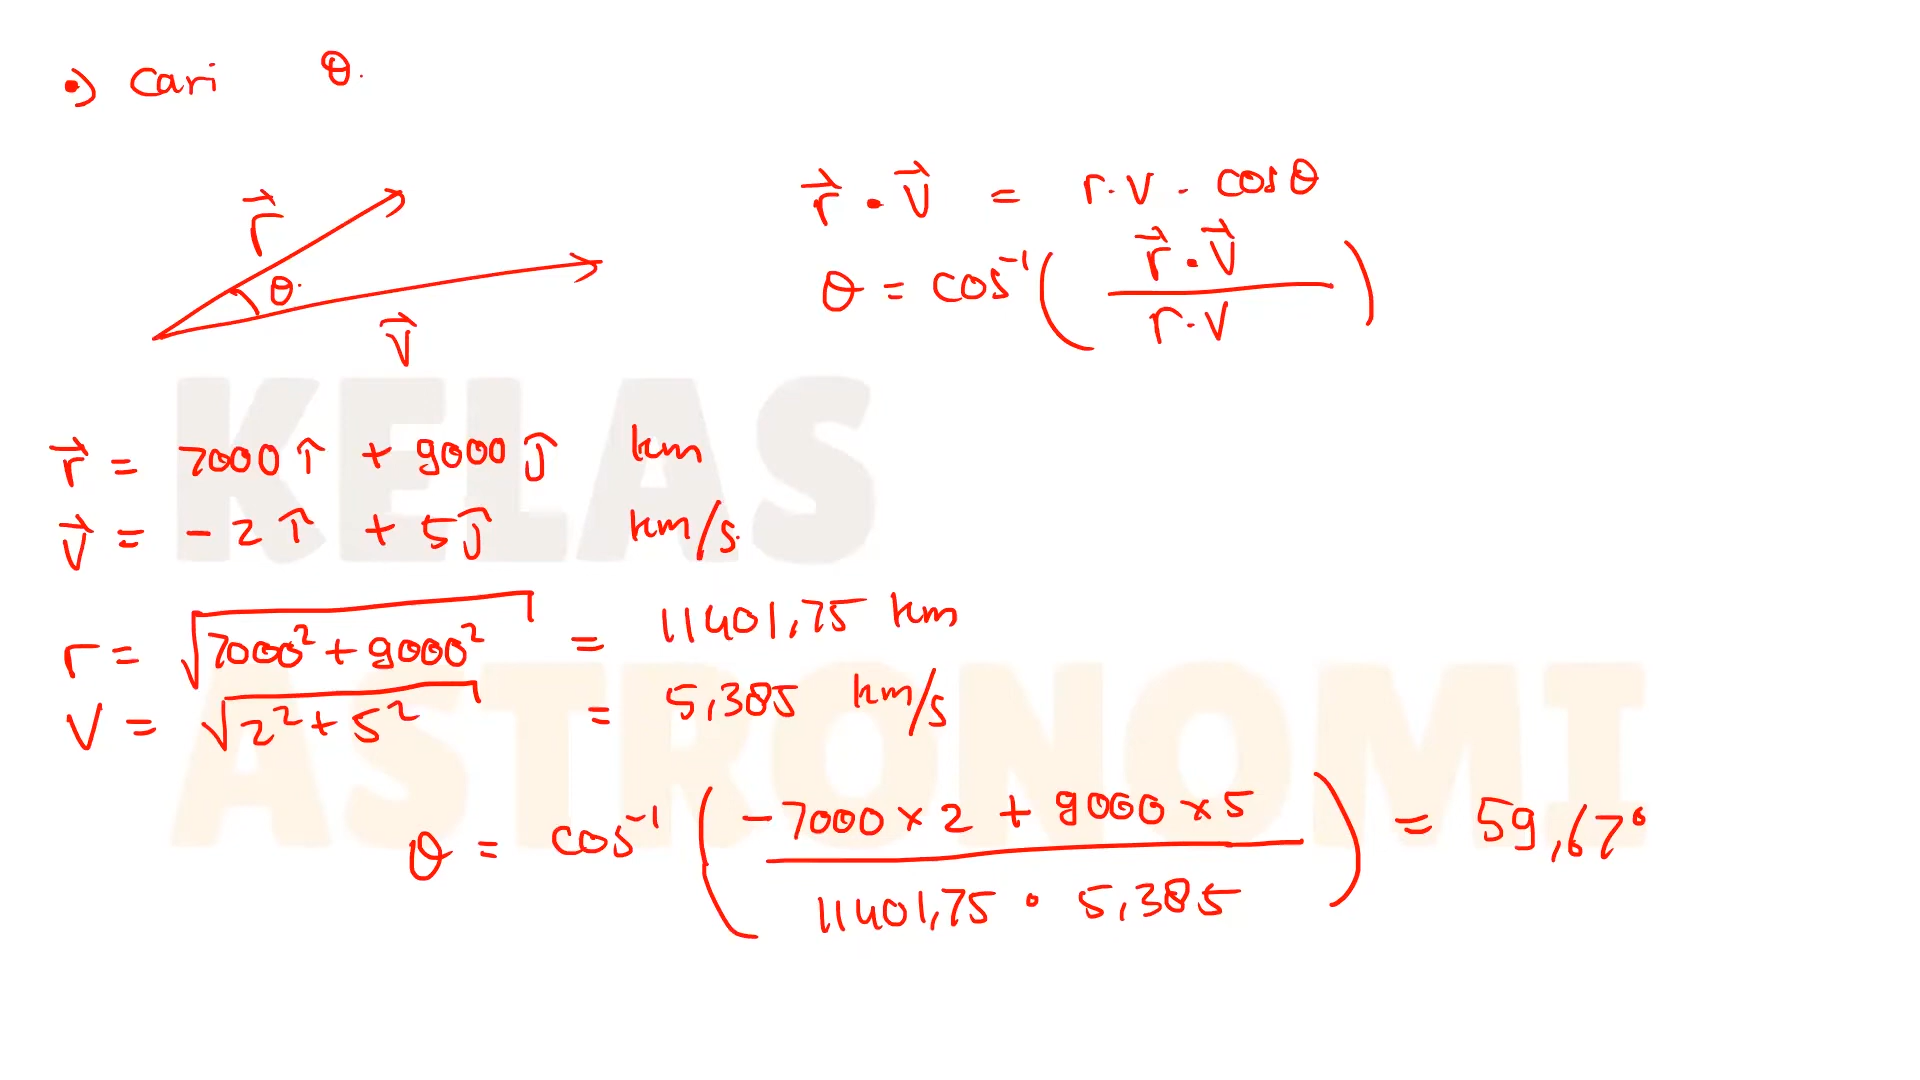 •) Cari θ.
r⃗
θ.
v⃗
r⃗ • v⃗ = r.v . cosθ
θ = cos⁻¹ ( r⃗ . v⃗ / r.v )
KELAS
r⃗ = 7000 î + 9000 ĵ km
v⃗ = -2 î + 5 ĵ km/s.
r = √7000² + 9000² = 11401,75 km
V = √2² + 5² = 5,385 km/s
ASTRONOMI
θ = cos⁻¹ ( -7000 × 2 + 9000 × 5 / 11401,75 • 5,385 ) = 59,67°